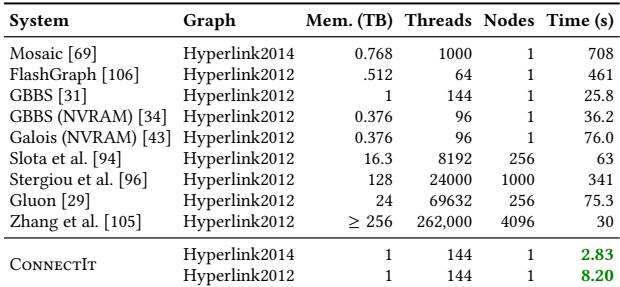 System Graph Mem. (TB) Threads Nodes Time (s)
Mosaic [69] Hyperlink2014 0.768 1000 1 708
FlashGraph [106] Hyperlink2012 .512 64 1 461
GBBS [31] Hyperlink2012 1 144 1 25.8
GBBS (NVRAM) [34] Hyperlink2012 0.376 96 1 36.2
Galois (NVRAM) [43] Hyperlink2012 0.376 96 1 76.0
Slota et al. [94] Hyperlink2012 16.3 8192 256 63
Stergiou et al. [96] Hyperlink2012 128 24000 1000 341
Gluon [29] Hyperlink2012 24 69632 256 75.3
Zhang et al. [105] Hyperlink2012 ≥ 256 262,000 4096 30
ConnectIt Hyperlink2014 1 144 1 2.83
Hyperlink2012 1 144 1 8.20